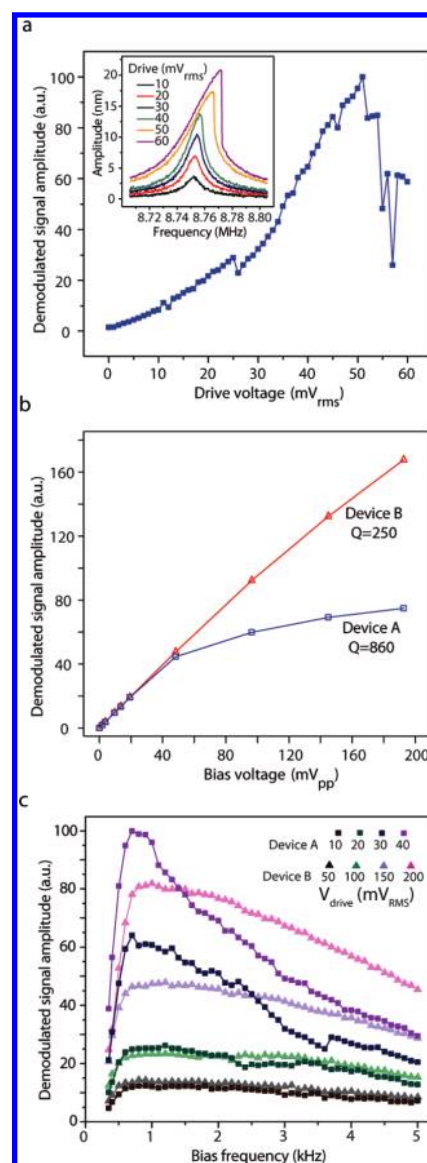 a
Demodulated signal amplitude (a.u.)
100
80
60
40
20
0
Drive (mVrms)
10
20
30
40
50
60
Amplitude (nm)
25
20
15
10
5
0
8.72 8.74 8.76 8.78 8.80
Frequency (MHz)
0 10 20 30 40 50 60
Drive voltage (mVrms)
b
Demodulated signal amplitude (a.u.)
160
120
80
40
0
Device B
Q=250
Device A
Q=860
0 40 80 120 160 200
Bias voltage (mVpp)
c
Demodulated signal amplitude (a.u.)
100
80
60
40
20
0
10 20 30 40
Device A
Device B
50 100 150 200
Vdrive (mVRMS)
0 1 2 3 4 5
Bias frequency (kHz)